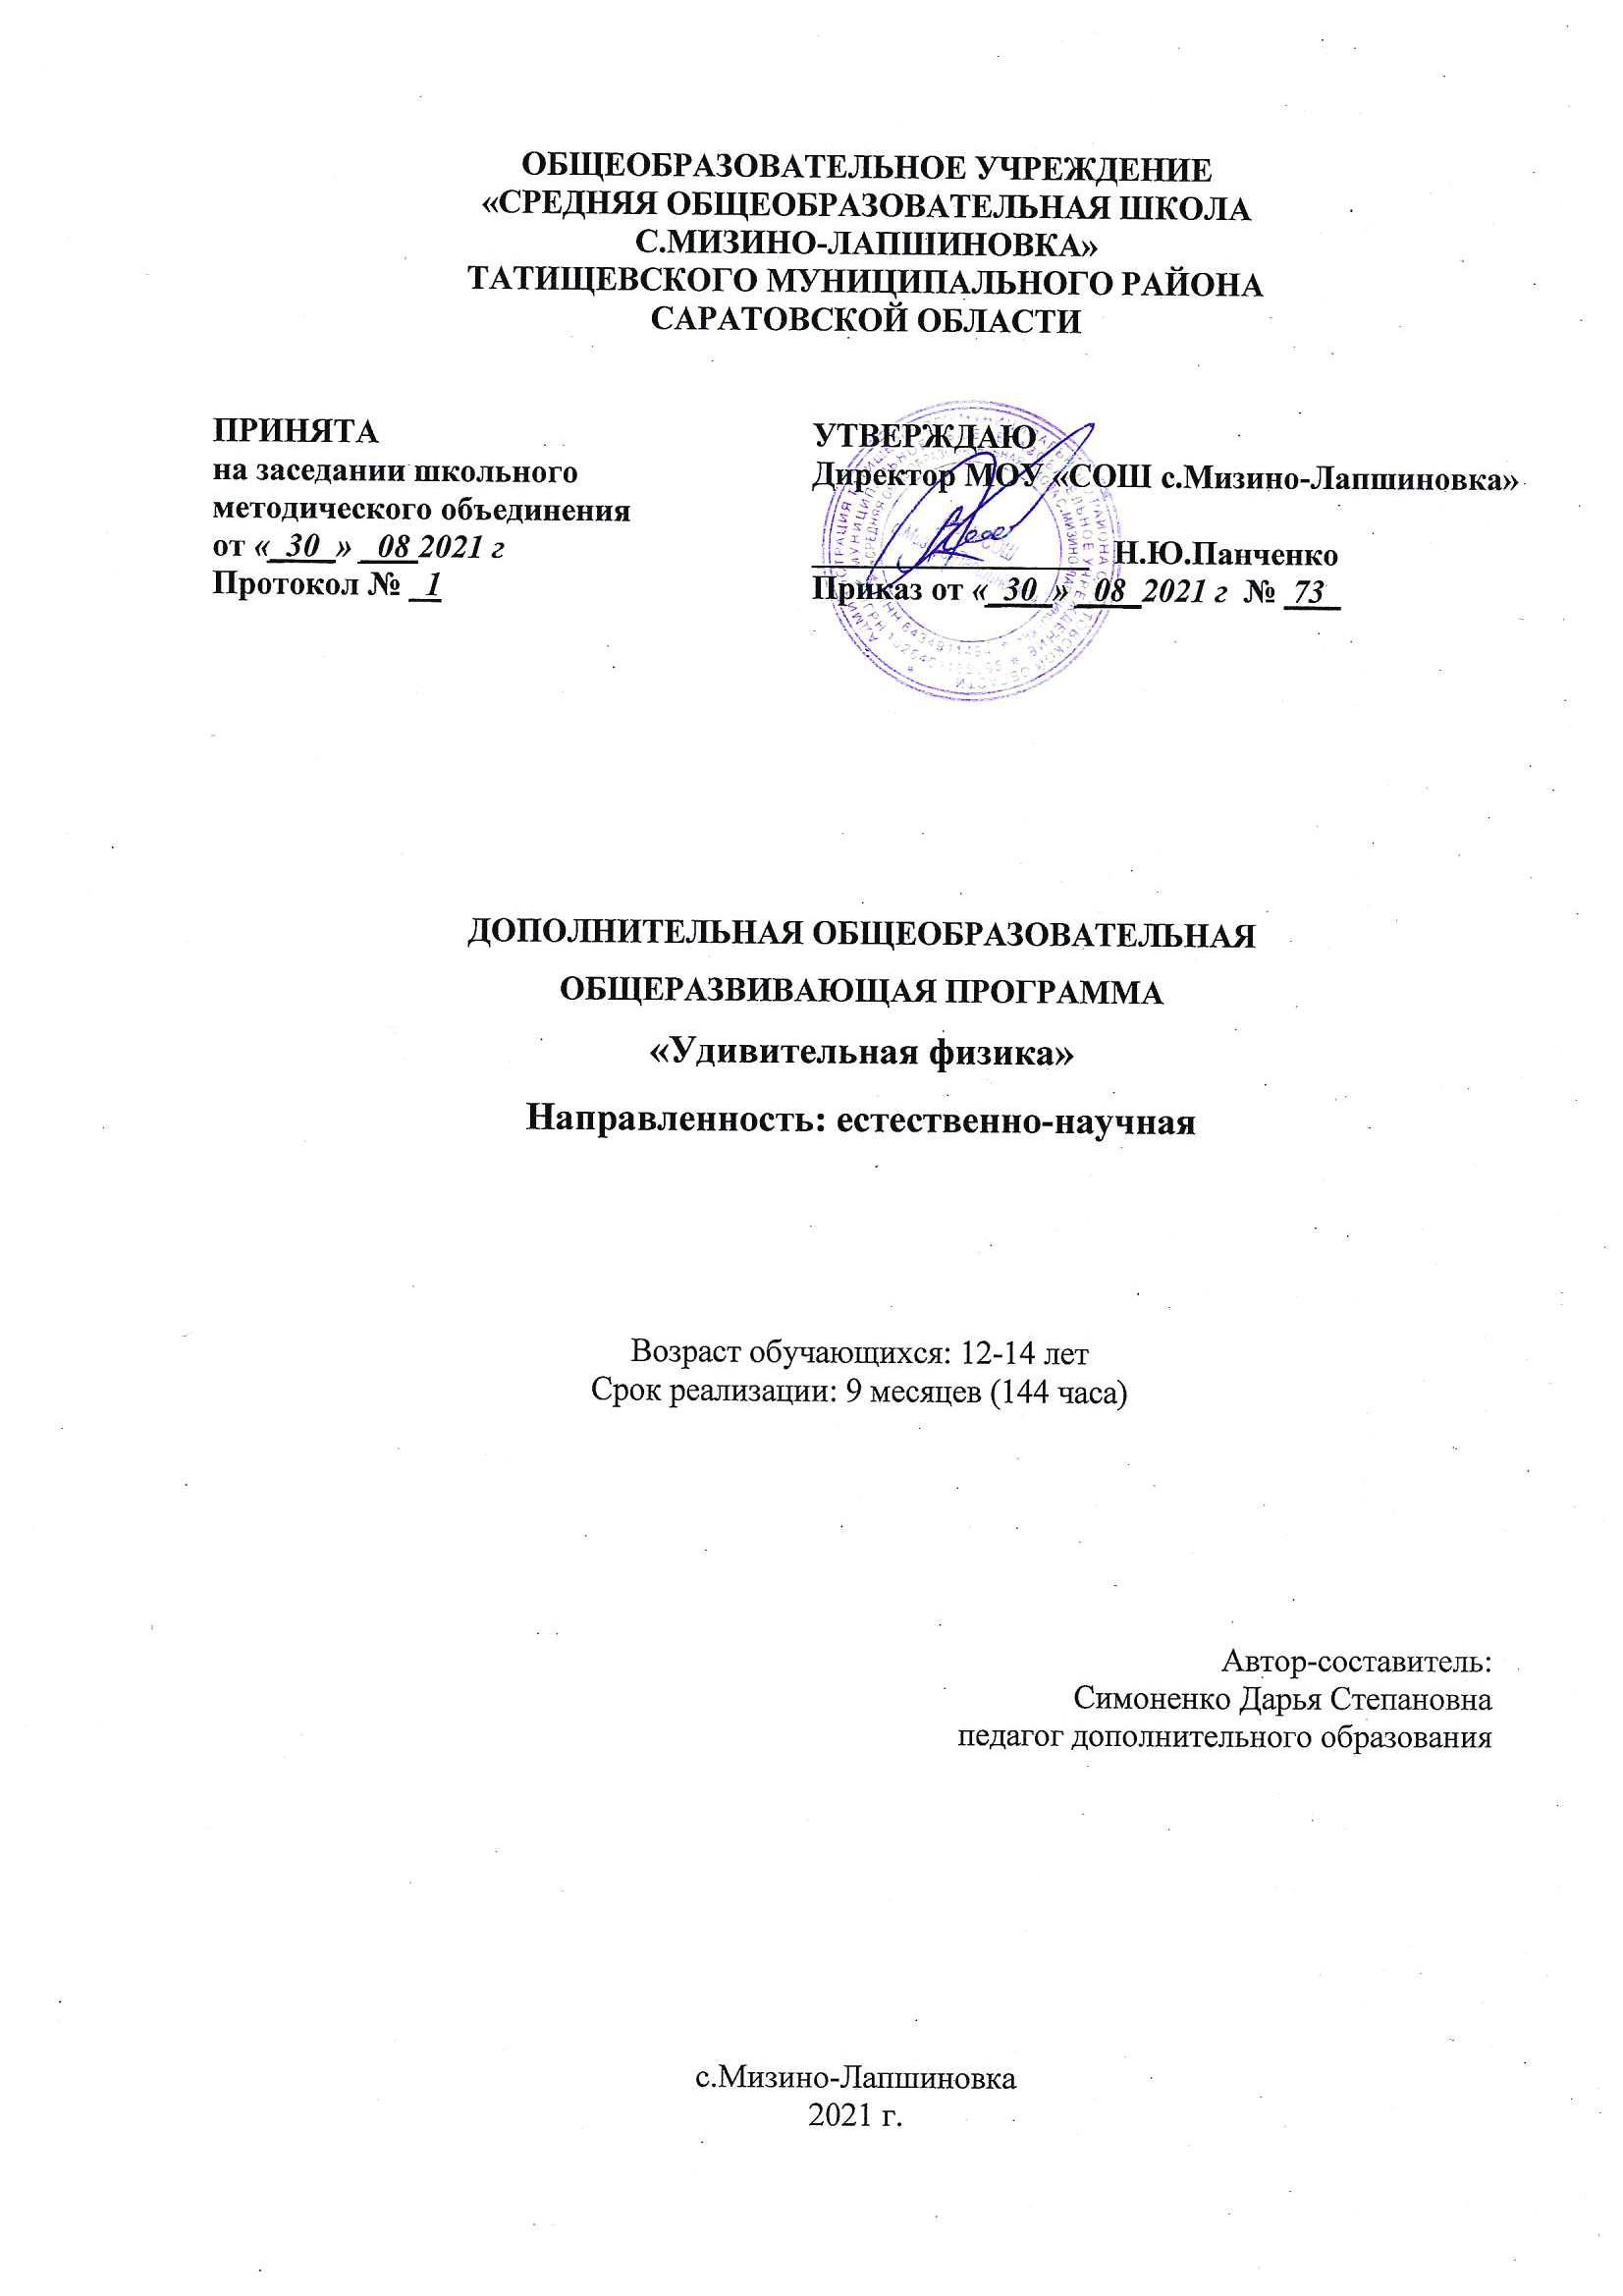 ОБЩЕОБРАЗОВАТЕЛЬНОЕ УЧРЕЖДЕНИЕ
«СРЕДНЯЯ ОБЩЕОБРАЗОВАТЕЛЬНАЯ ШКОЛА
С.МИЗИНО-ЛАПШИНОВКА»
ТАТИЩЕВСКОГО МУНИЦИПАЛЬНОГО РАЙОНА
САРАТОВСКОЙ ОБЛАСТИ
ПРИНЯТА
на заседании школьного
методического объединения
от «_30_» _08 2021 г
Протокол № _1
УТВЕРЖДАЮ
Директор МОУ «СОШ с.Мизино-Лапшиновка»
Н.Ю.Панченко
Приказ от «_30_» _08_2021 г № _73_
ДОПОЛНИТЕЛЬНАЯ ОБЩЕОБРАЗОВАТЕЛЬНАЯ
ОБЩЕРАЗВИВАЮЩАЯ ПРОГРАММА
«Удивительная физика»
Направленность: естественно-научная
Возраст обучающихся: 12-14 лет
Срок реализации: 9 месяцев (144 часа)
Автор-составитель:
Симоненко Дарья Степановна
педагог дополнительного образования
с.Мизино-Лапшиновка
2021 г.